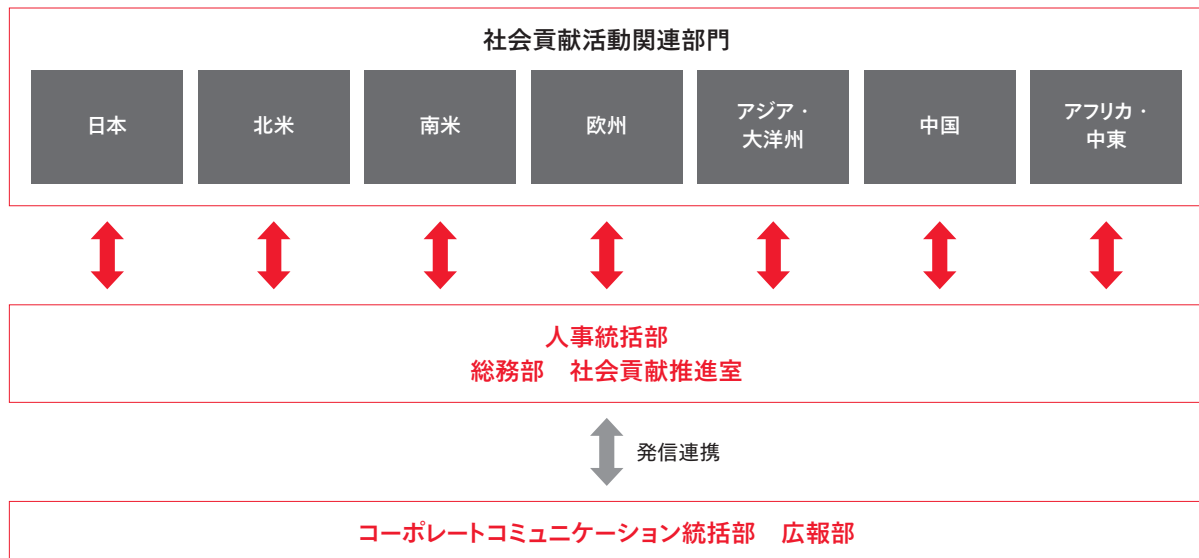 社会貢献活動関連部門
日本
北米
南米
欧州
アジア・
大洋州
中国
アフリカ・
中東
人事統括部
総務部　社会貢献推進室
発信連携
コーポレートコミュニケーション統括部　広報部